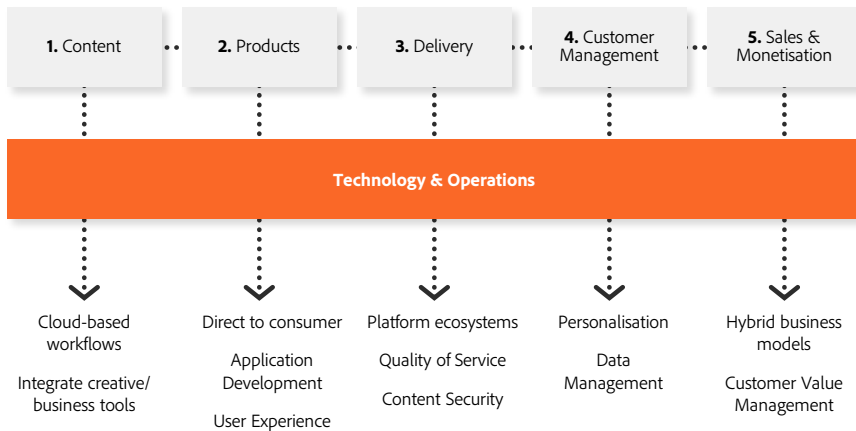 1. Content
2. Products
3. Delivery
4. Customer
Management
5. Sales &
Monetisation
Technology & Operations
Cloud-based
workflows
Integrate creative/
business tools
Direct to consumer
Application
Development
User Experience
Platform ecosystems
Quality of Service
Content Security
Personalisation
Data
Management
Hybrid business
models
Customer Value
Management